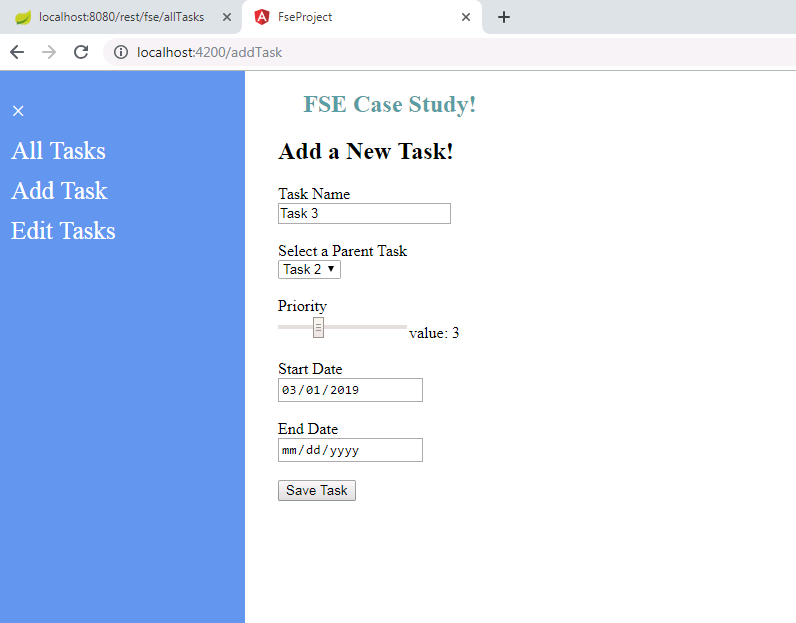 localhost:8080/rest/fse/allTasks × FseProject × +
localhost:4200/addTask
×
All Tasks
Add Task
Edit Tasks
FSE Case Study!
Add a New Task!
Task Name
Task 3
Select a Parent Task
Task 2
Priority
value: 3
Start Date
03/01/2019
End Date
mm/dd/yyyy
Save Task